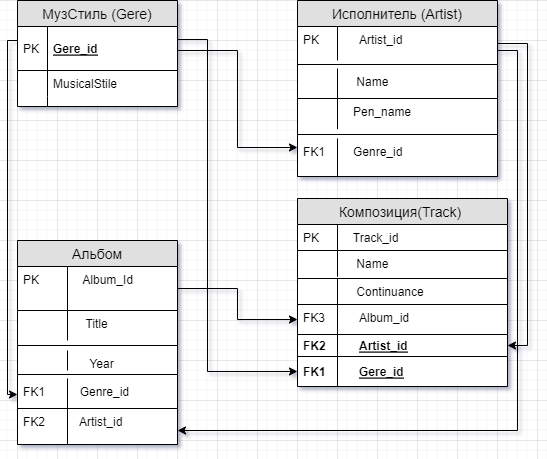 МузСтиль (Gere)
PK Gere_id
MusicalStile
Исполнитель (Artist)
PK Artist_id
Name
Pen_name
FK1 Genre_id
Альбом
PK Album_Id
Title
Year
FK1 Genre_id
FK2 Artist_id
Композиция(Track)
PK Track_id
Name
Continuance
FK3 Album_id
FK2 Artist_id
FK1 Gere_id